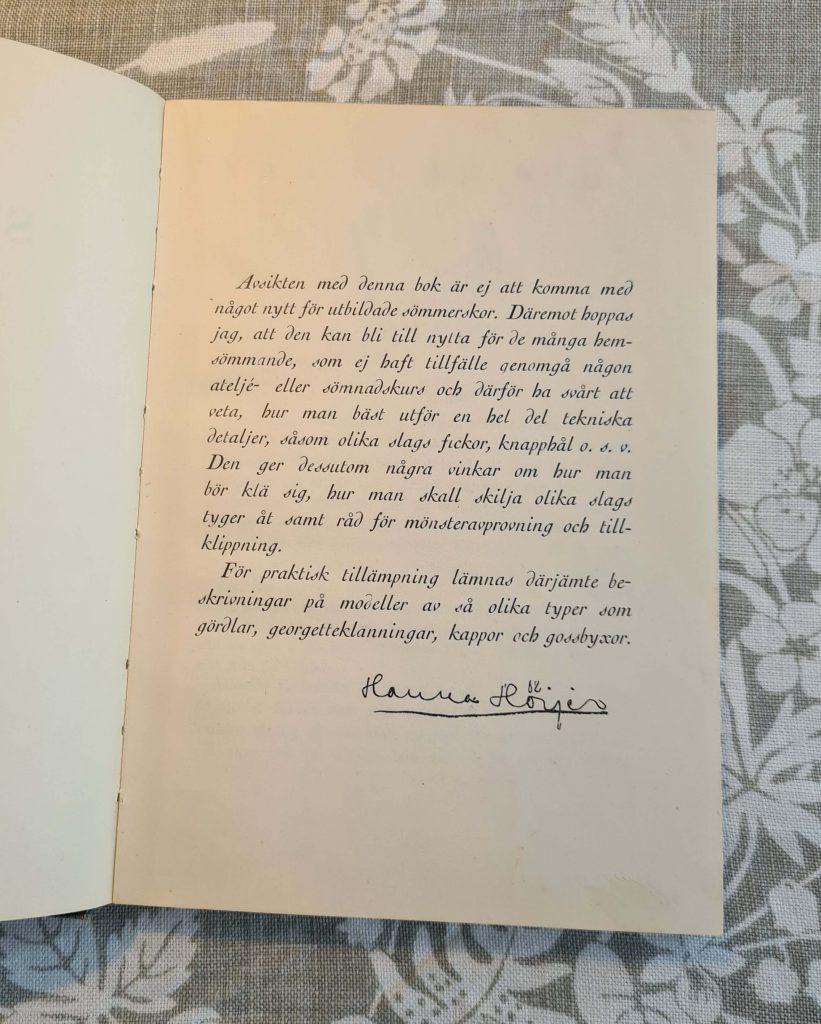 Avsikten med denna bok är ej att komma med
något nytt för utbildade sömmerskor. Däremot hoppas
jag, att den kan bli till nytta för de många hem-
sömmande, som ej haft tillfälle genomgå någon
ateljé- eller sömnadskurs och därför ha svårt att
veta, hur man bäst utför en hel del tekniska
detaljer, såsom olika slags fickor, knapphål o. s. v.
Den ger dessutom några vinkar om hur man
bör klä sig, hur man skall skilja olika slags
tyger åt samt råd för mönsteravprovning och till-
klippning.
För praktisk tillämpning lämnas därjämte be-
skrivningar på modeller av så olika typer som
gördlar, georgetteklänningar, kappor och gossbyxor.
Hanna